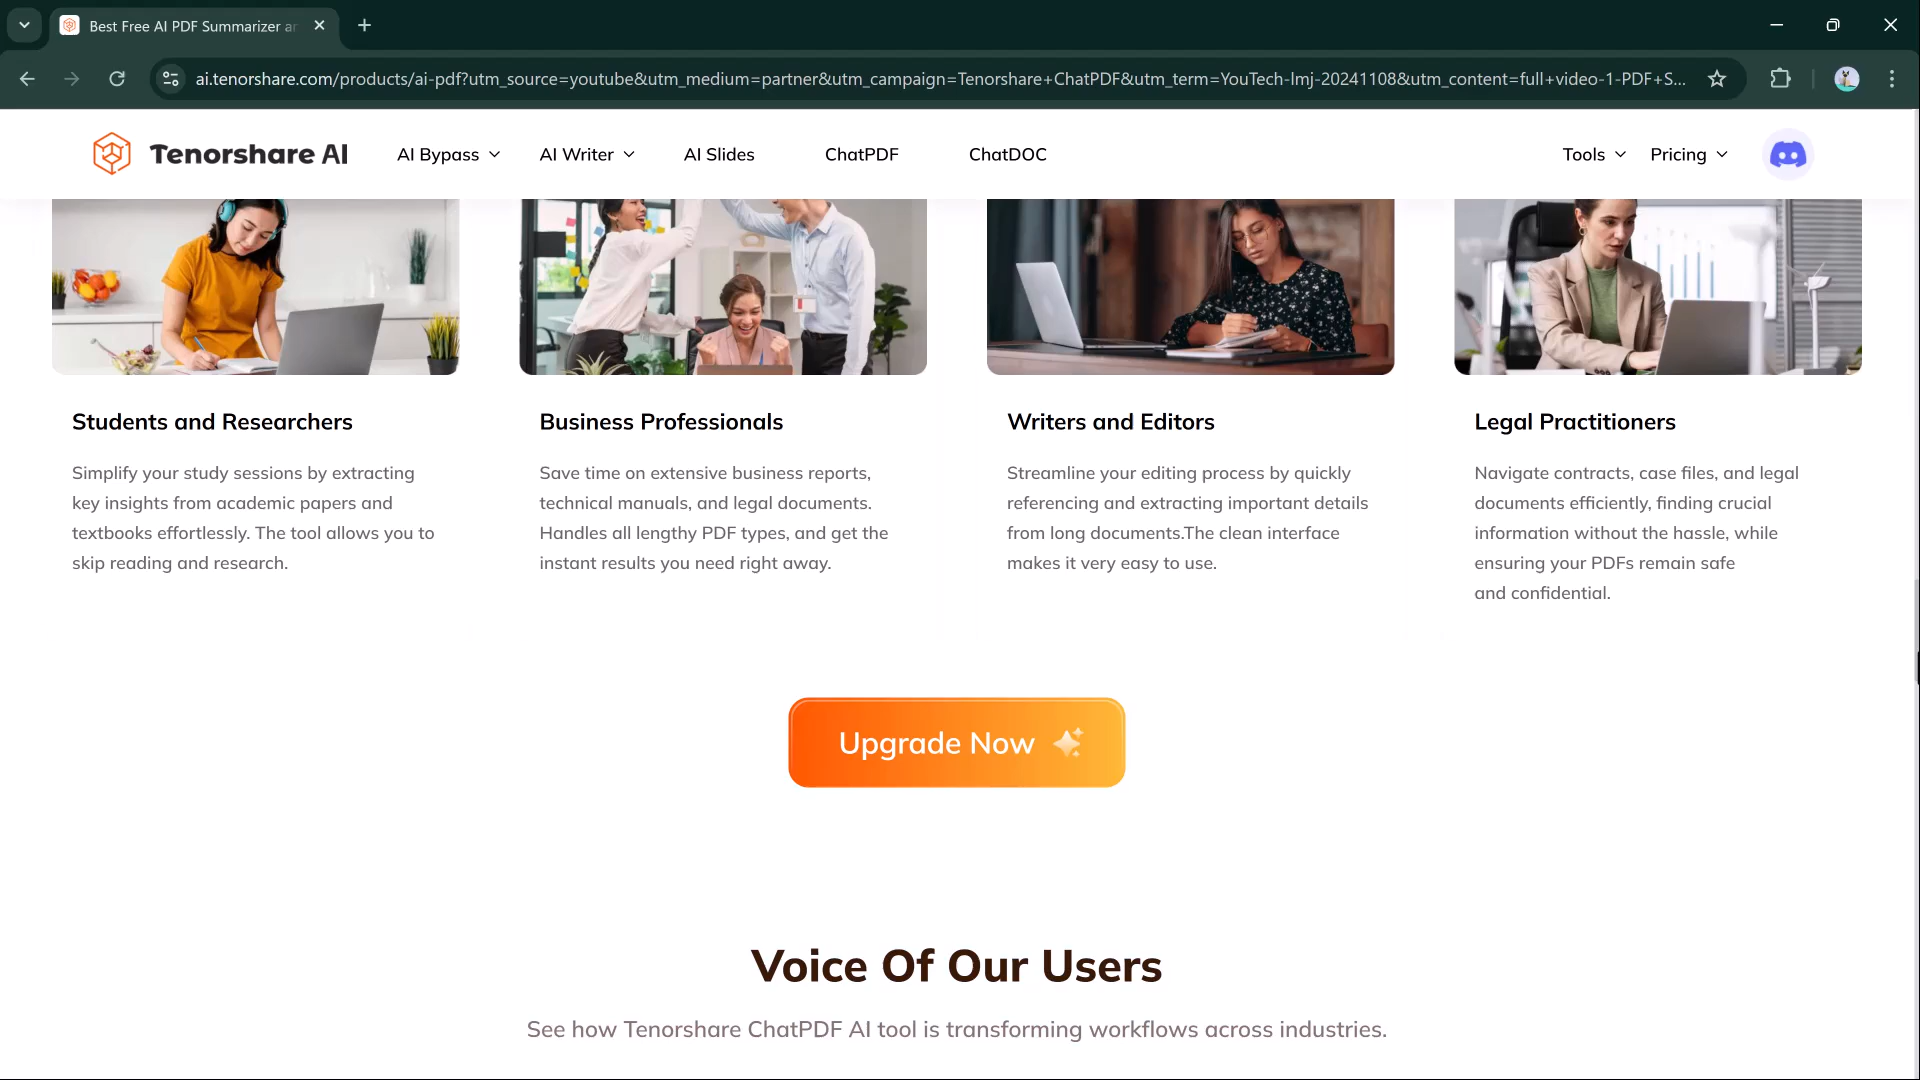 Best Free AI PDF Summarizer ar
ai.tenorshare.com/products/ai-pdf?utm_source=youtube&utm_medium=partner&utm_campaign=Tenorshare+ChatPDF&utm_term=YouTech-lmj-20241108&utm_content=full+video-1-PDF+S...
Tenorshare AI AI Bypass AI Writer AI Slides ChatPDF ChatDOC Tools Pricing
Students and Researchers
Simplify your study sessions by extracting
key insights from academic papers and
textbooks effortlessly. The tool allows you to
skip reading and research.
Business Professionals
Save time on extensive business reports,
technical manuals, and legal documents.
Handles all lengthy PDF types, and get the
instant results you need right away.
Writers and Editors
Streamline your editing process by quickly
referencing and extracting important details
from long documents.The clean interface
makes it very easy to use.
Legal Practitioners
Navigate contracts, case files, and legal
documents efficiently, finding crucial
information without the hassle, while
ensuring your PDFs remain safe
and confidential.
Upgrade Now
Voice Of Our Users
See how Tenorshare ChatPDF AI tool is transforming workflows across industries.